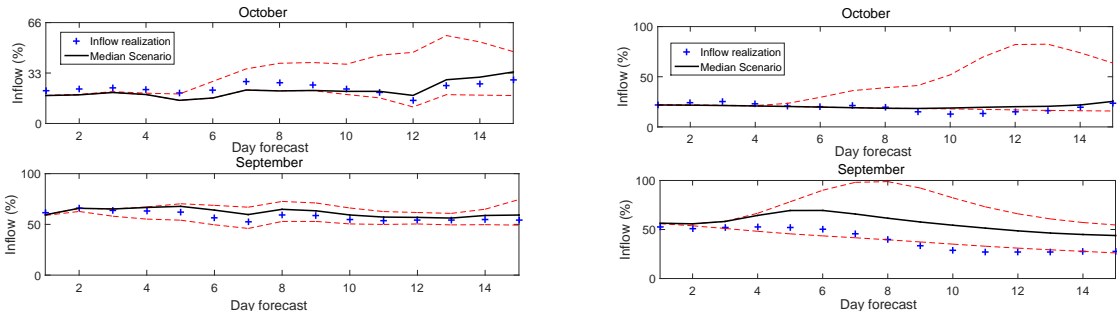 October
66
33
0
Inflow (%)
Inflow realization
Median Scenario
2 4 6 8 10 12 14
Day forecast
September
100
50
0
Inflow (%)
2 4 6 8 10 12 14
Day forecast
October
100
50
0
Inflow (%)
Inflow realization
Median Scenario
2 4 6 8 10 12 14
Day forecast
September
100
50
0
Inflow (%)
2 4 6 8 10 12 14
Day forecast